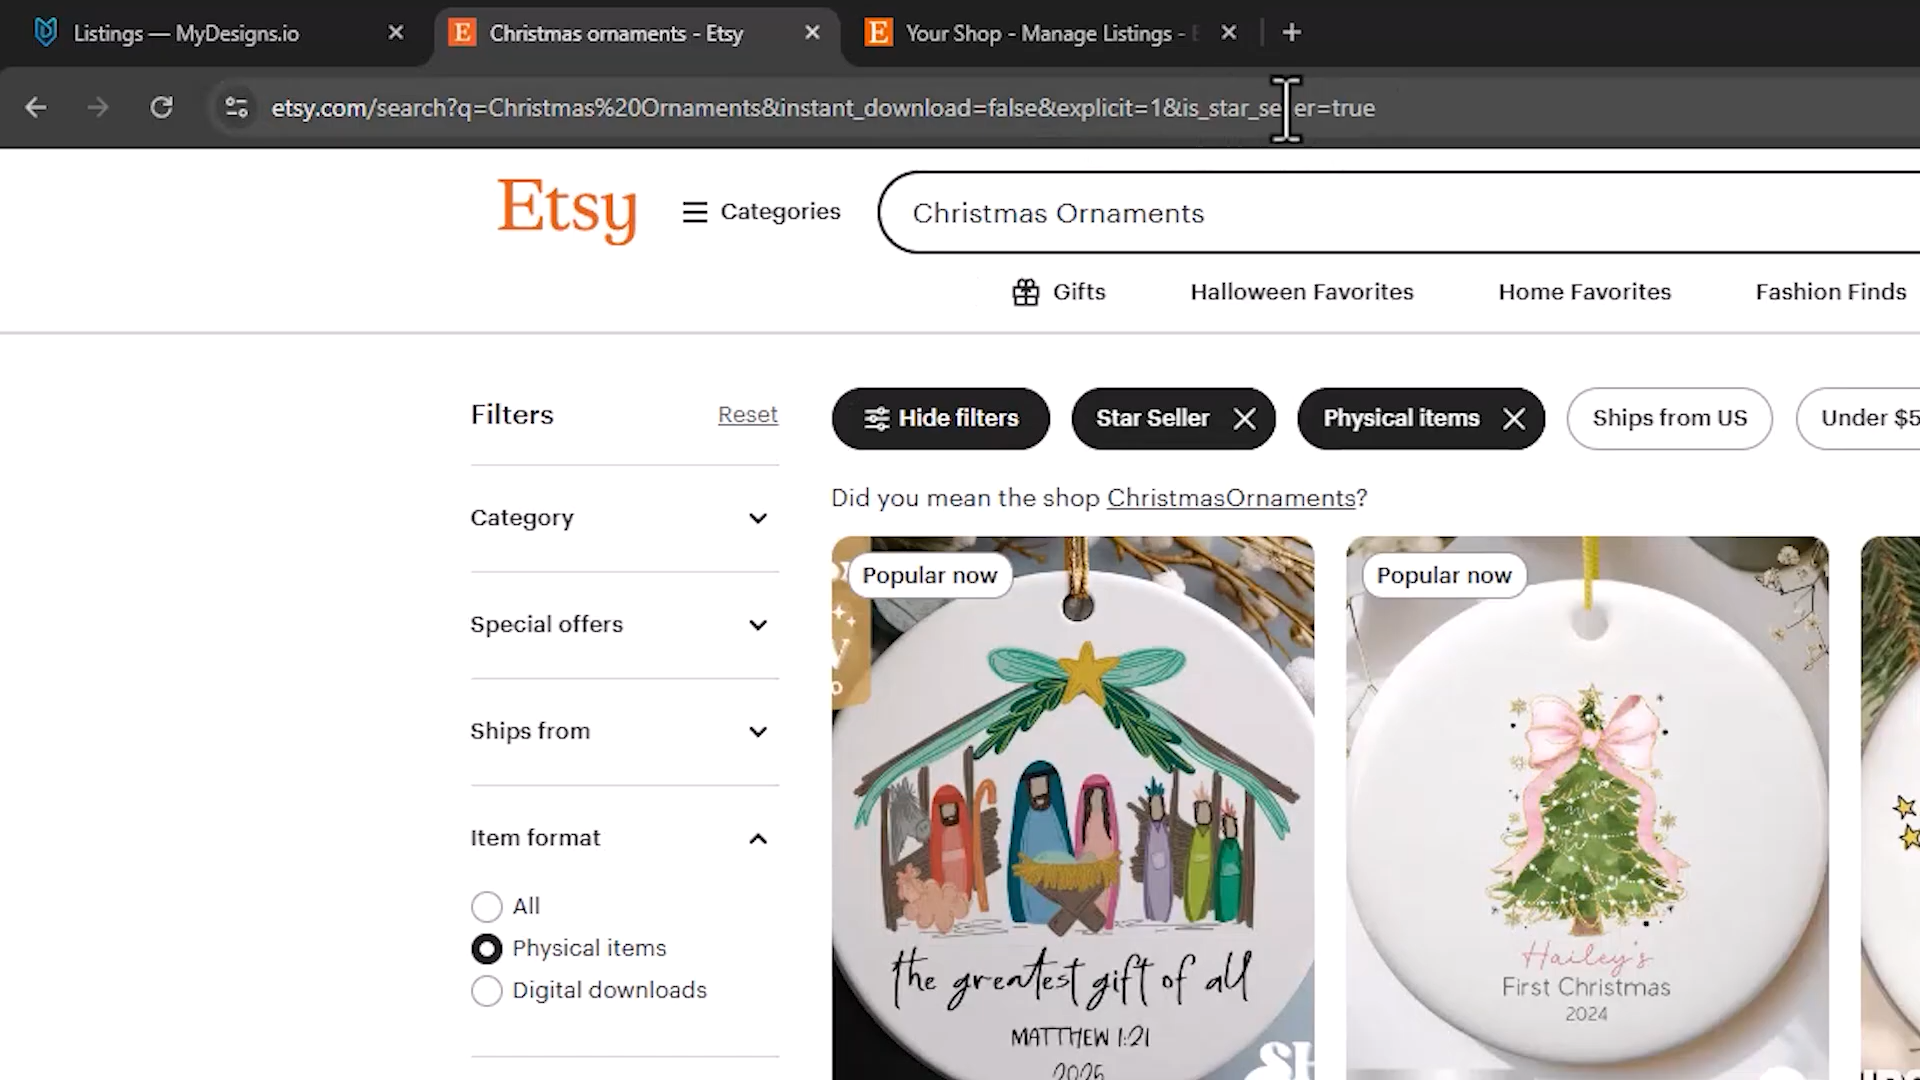 Listings — MyDesigns.io
Christmas ornaments - Etsy
Your Shop - Manage Listings -
etsy.com/search?q=Christmas%20Ornaments&instant_download=false&explicit=1&is_star_seller=true
Etsy
Categories
Christmas Ornaments
Gifts
Halloween Favorites
Home Favorites
Fashion Finds
Filters
Reset
Hide filters
Star Seller
Physical items
Ships from US
Under $5
Did you mean the shop ChristmasOrnaments?
Category
Special offers
Ships from
Item format
All
Physical items
Digital downloads
Popular now
the greatest gift of all
MATTHEW 1:21
2025
Popular now
Hailey's
First Christmas
2024